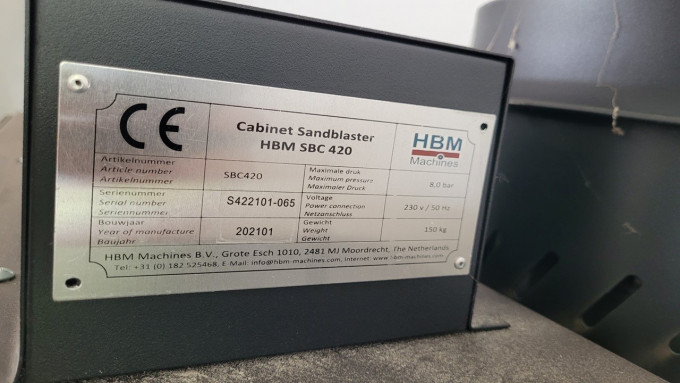 CE
Cabinet Sandblaster
HBM SBC 420
HBM
Machines
Artikelnummer
Article number
Artikelnummer
SBC420
Maximale druk
Maximum pressure
Maximaler Druck
8,0 bar
Serienummer
Serial number
Seriennummer
S422101-065
Voltage
Power connection
Netzanschluss
230 v / 50 Hz
Bouwjaar
Year of manufacture
Baujahr
202101
Gewicht
Weight
Gewicht
150 kg
HBM Machines B.V., Grote Esch 1010, 2481 MJ Moordrecht, The Netherlands
Tel: +31 (0) 182 525468, E-Mail: info@hbm-machines.com, Internet: www.hbm-machines.com